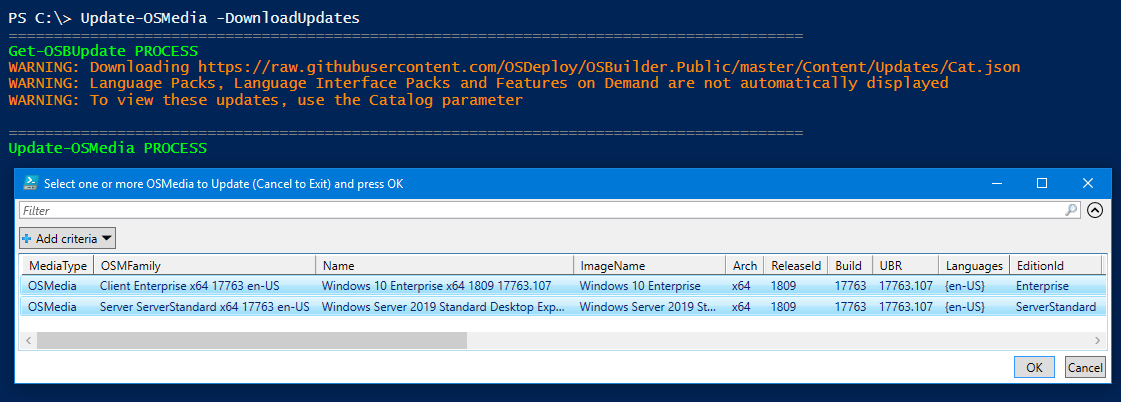 PS C:\> Update-OSMedia -DownloadUpdates
========================================================================================
Get-OSBUpdate PROCESS
WARNING: Downloading https://raw.githubusercontent.com/OSDeploy/OSBuilder.Public/master/Content/Updates/Cat.json
WARNING: Language Packs, Language Interface Packs and Features on Demand are not automatically displayed
WARNING: To view these updates, use the Catalog parameter
========================================================================================
Update-OSMedia PROCESS
Select one or more OSMedia to Update (Cancel to Exit) and press OK
Filter
Add criteria
MediaType OSMFamily Name ImageName Arch ReleaseId Build UBR Languages EditionId
OSMedia Client Enterprise x64 17763 en-US Windows 10 Enterprise x64 1809 17763.107 Windows 10 Enterprise x64 1809 17763 17763.107 {en-US} Enterprise
OSMedia Server ServerStandard x64 17763 en-US Windows Server 2019 Standard Desktop Exp... Windows Server 2019 St... x64 1809 17763 17763.107 {en-US} ServerStandard
OK Cancel